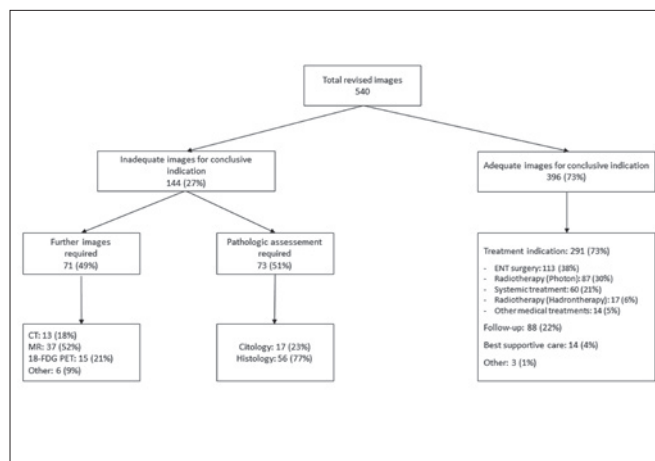 Total revised images
540
Inadequate images for conclusive
indication
144 (27%)
Adequate images for conclusive indication
396 (73%)
Further images
required
71 (49%)
Pathologic assessement
required
73 (51%)
CT: 13 (18%)
MR: 37 (52%)
18-FDG PET: 15 (21%)
Other: 6 (9%)
Citology: 17 (23%)
Histology: 56 (77%)
Treatment indication: 291 (73%)
- ENT surgery: 113 (38%)
- Radiotherapy (Photon): 87 (30%)
- Systemic treatment: 60 (21%)
- Radiotherapy (Hadrontherapy): 17 (6%)
- Other medical treatments: 14 (5%)
Follow-up: 88 (22%)
Best supportive care: 14 (4%)
Other: 3 (1%)